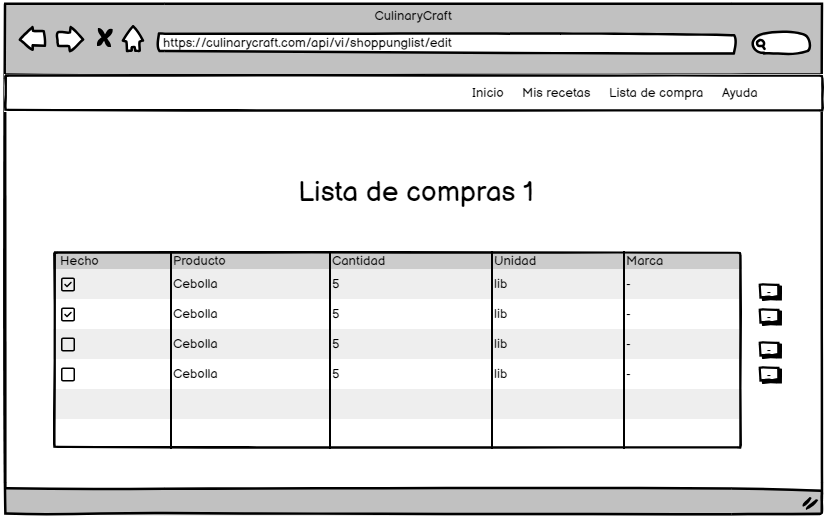 CulinaryCraft
https://culinarycraft.com/api/vi/shoppunglist/edit
Inicio Mis recetas Lista de compra Ayuda
Lista de compras 1
Hecho Producto Cantidad Unidad Marca
Cebolla 5 lib -
Cebolla 5 lib -
Cebolla 5 lib -
Cebolla 5 lib -
-
-
-
-